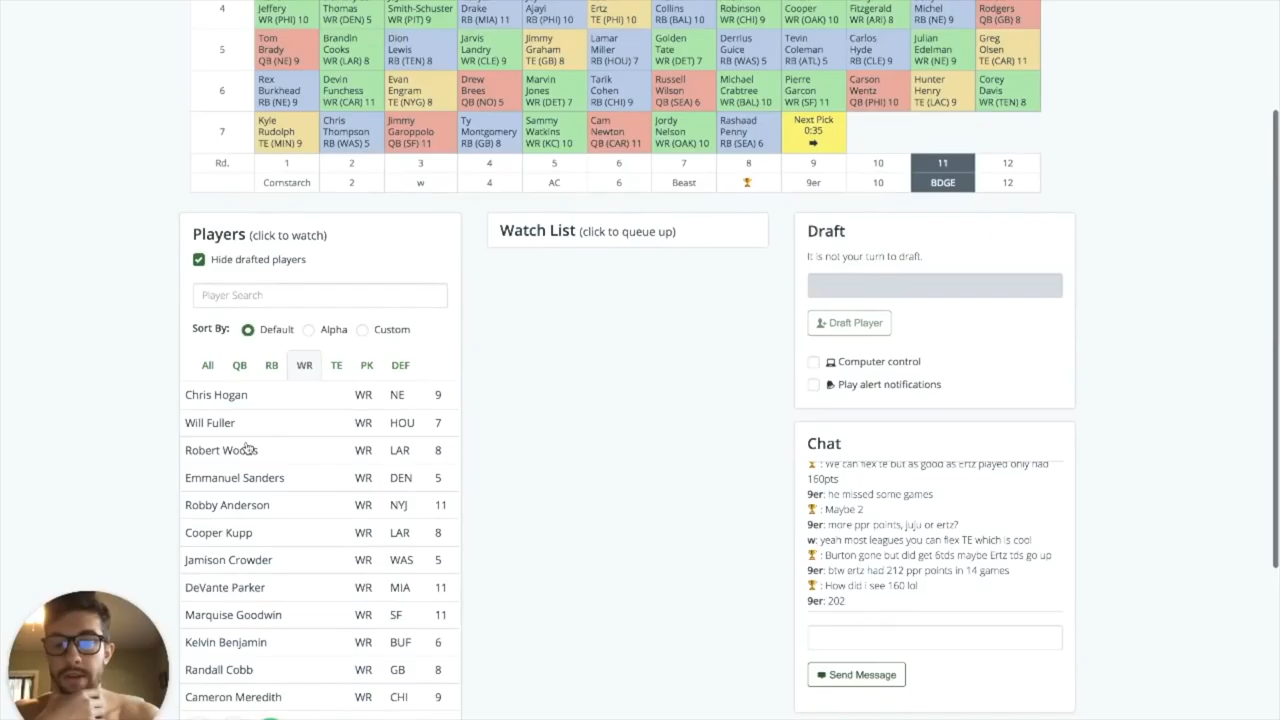 4
Jeffery
WR (PHI) 10
Thomas
WR (DEN) 5
Smith-Schuster
WR (PIT) 9
Drake
RB (MIA) 11
Ajayi
RB (PHI) 10
Ertz
TE (PHI) 10
Collins
RB (BAL) 10
Robinson
WR (CHI) 9
Cooper
WR (OAK) 10
Fitzgerald
WR (ARI) 8
Michel
RB (NE) 9
Rodgers
QB (GB) 8
5
Tom
Brady
QB (NE) 9
Brandin
Cooks
WR (LAR) 8
Dion
Lewis
RB (TEN) 8
Jarvis
Landry
WR (CLE) 9
Jimmy
Graham
TE (GB) 8
Lamar
Miller
RB (HOU) 7
Golden
Tate
WR (DET) 7
Derrius
Guice
RB (WAS) 5
Tevin
Coleman
RB (ATL) 5
Carlos
Hyde
RB (CLE) 9
Julian
Edelman
WR (NE) 9
Greg
Olsen
TE (CAR) 11
6
Rex
Burkhead
RB (NE) 9
Devin
Funchess
WR (CAR) 11
Evan
Engram
TE (NYG) 8
Drew
Brees
QB (NO) 5
Marvin
Jones
WR (DET) 7
Tarik
Cohen
RB (CHI) 9
Russell
Wilson
QB (SEA) 6
Michael
Crabtree
WR (BAL) 10
Pierre
Garcon
WR (SF) 11
Carson
Wentz
QB (PHI) 10
Hunter
Henry
TE (LAC) 9
Corey
Davis
WR (TEN) 8
7
Kyle
Rudolph
TE (MIN) 9
Chris
Thompson
RB (WAS) 5
Jimmy
Garoppolo
QB (SF) 11
Ty
Montgomery
RB (GB) 8
Sammy
Watkins
WR (KC) 10
Cam
Newton
QB (CAR) 11
Jordy
Nelson
WR (OAK) 10
Rashaad
Penny
RB (SEA) 6
Next Pick
0:35
Rd. 1 2 3 4 5 6 7 8 9 10 11 12
Cornstarch 2 w 4 AC 6 Beast 🏆 9er 10 BDGE 12
Players (click to watch)
Hide drafted players
Player Search
Sort By: Default Alpha Custom
All QB RB WR TE PK DEF
Chris Hogan WR NE 9
Will Fuller WR HOU 7
Robert Woods WR LAR 8
Emmanuel Sanders WR DEN 5
Robby Anderson WR NYJ 11
Cooper Kupp WR LAR 8
Jamison Crowder WR WAS 5
DeVante Parker WR MIA 11
Marquise Goodwin WR SF 11
Kelvin Benjamin WR BUF 6
Randall Cobb WR GB 8
Cameron Meredith WR CHI 9
Watch List (click to queue up)
Draft
It is not your turn to draft.
Draft Player
Computer control
Play alert notifications
Chat
🏆 : We can flex te but as good as Ertz played only had
160pts
9er: he missed some games
🏆 : Maybe 2
9er: more ppr points, juju or ertz?
w: yeah most leagues you can flex TE which is cool
🏆 : Burton gone but did get 6tds maybe Ertz tds go up
9er: btw ertz had 212 ppr points in 14 games
🏆 : How did i see 160 lol
9er: 202
Send Message